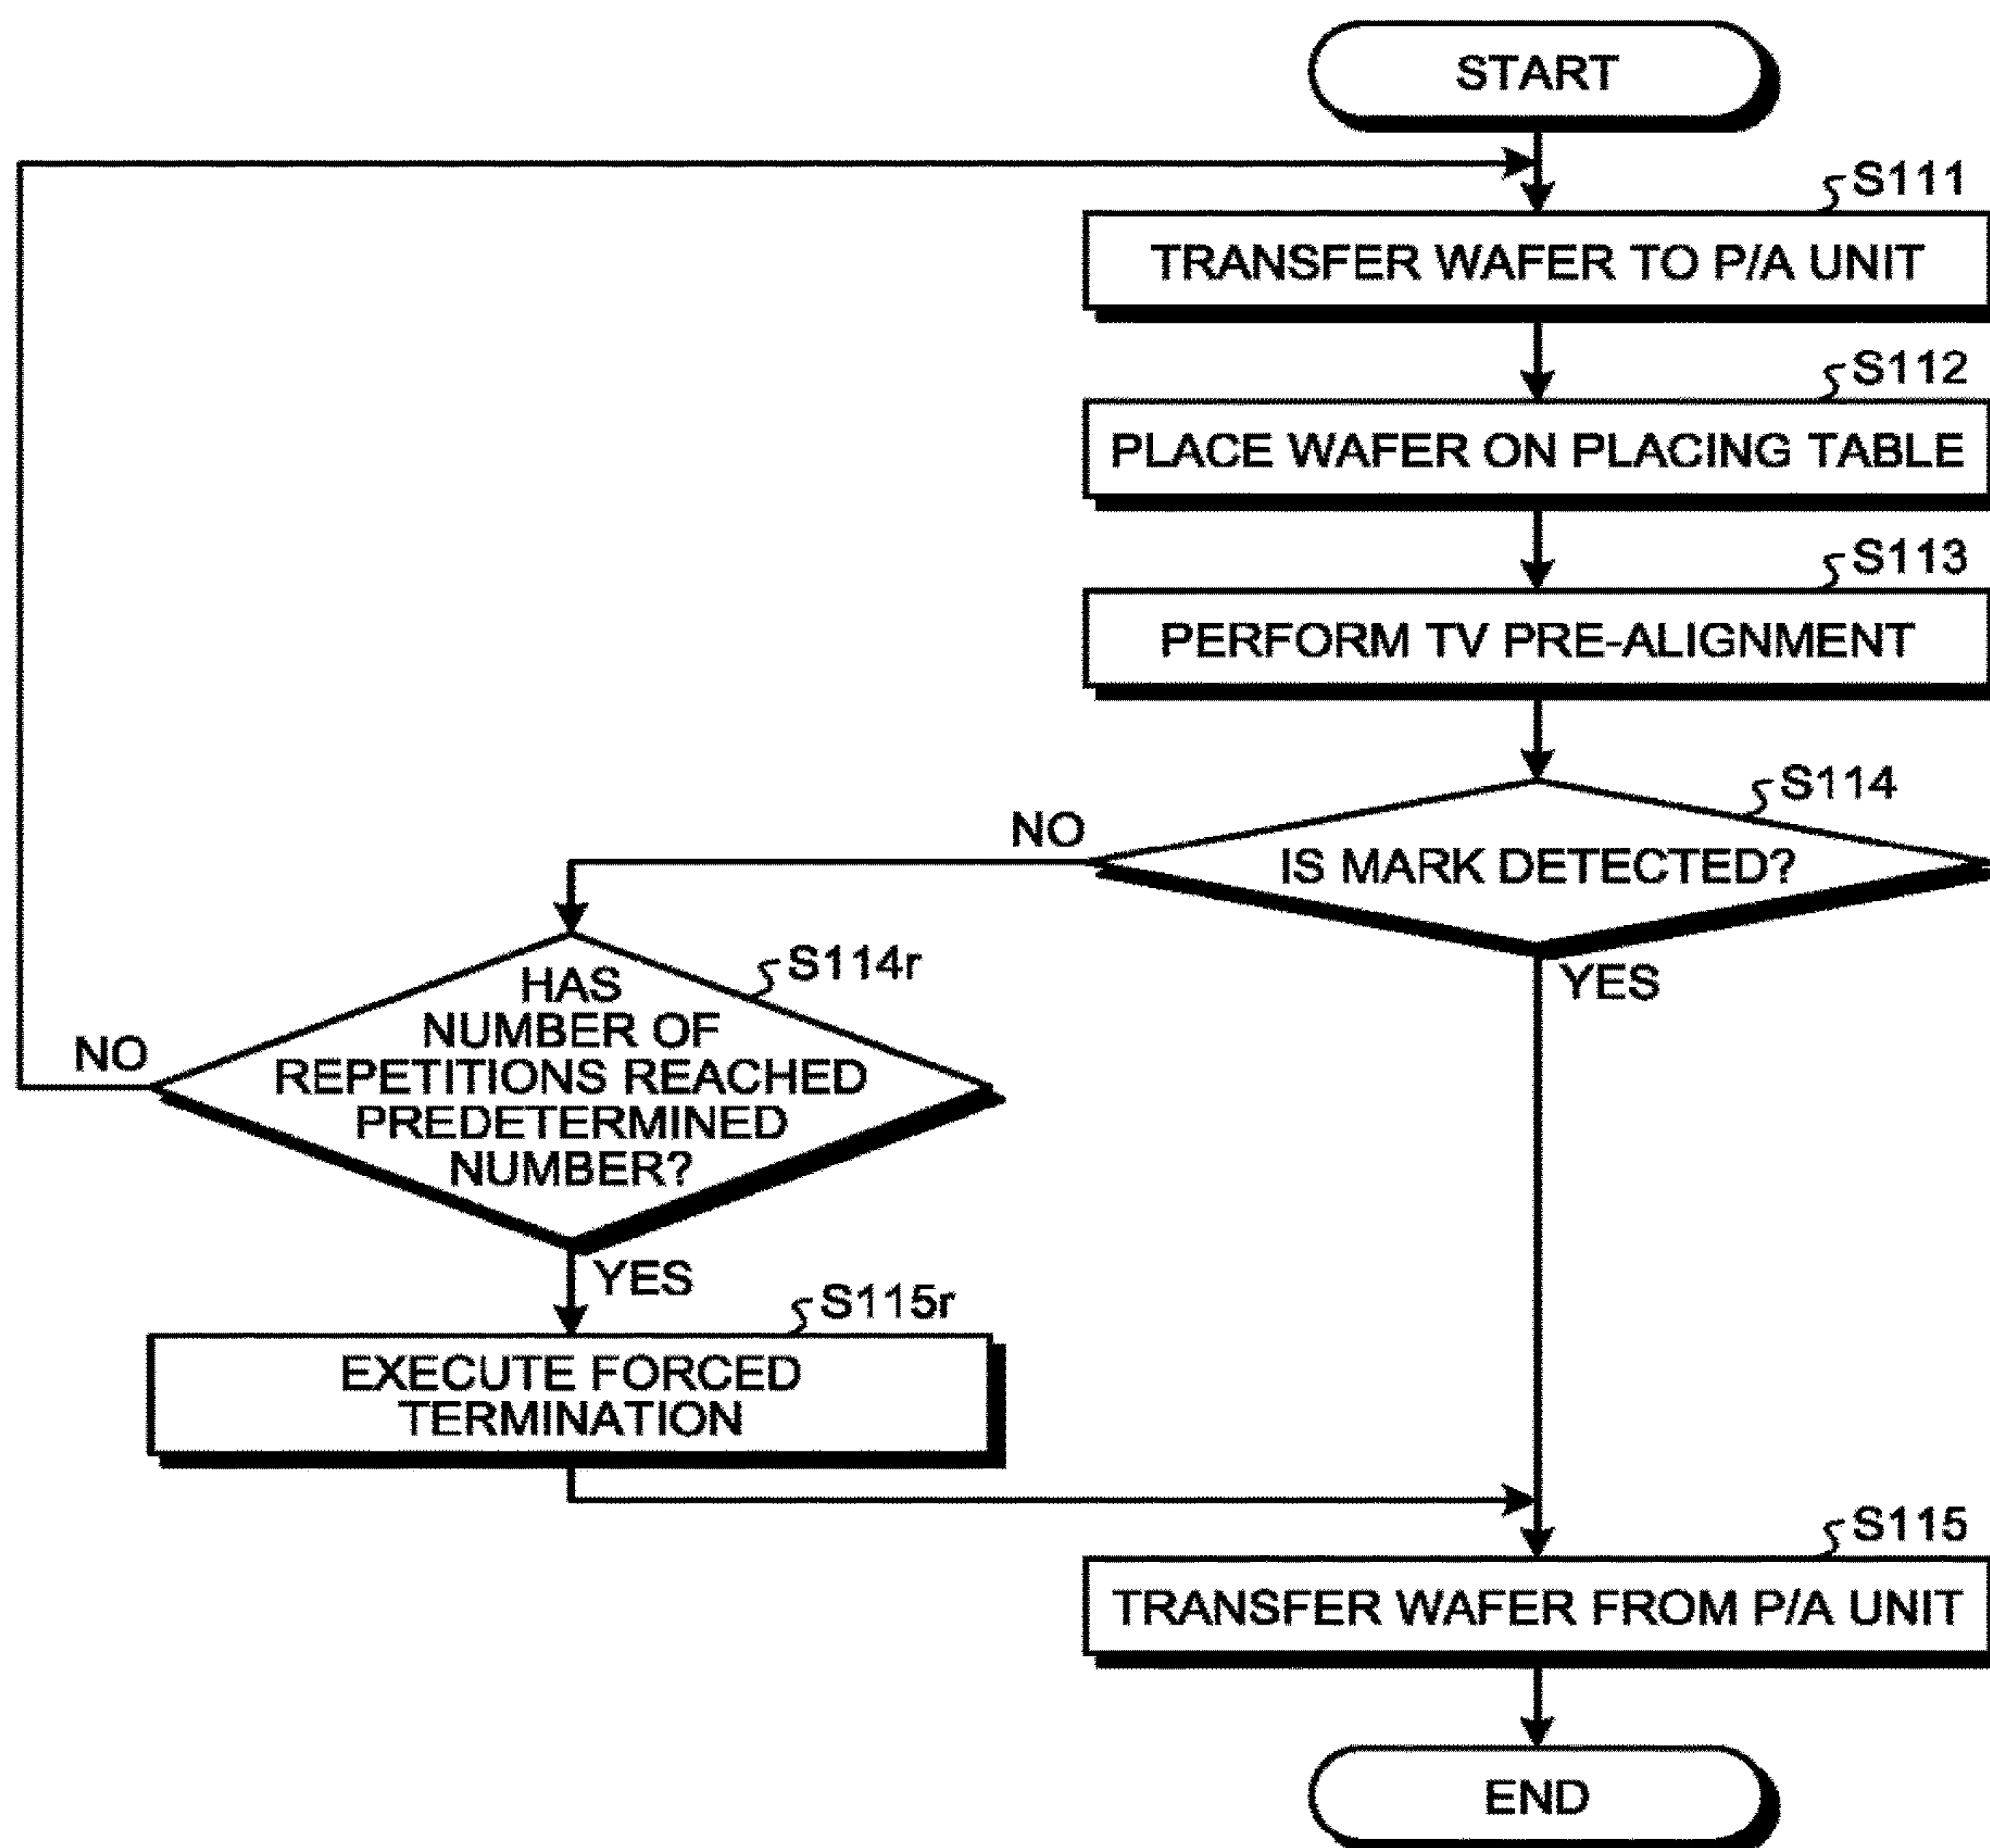 START
S111
TRANSFER WAFER TO P/A UNIT
S112
PLACE WAFER ON PLACING TABLE
S113
PERFORM TV PRE-ALIGNMENT
S114
NO
IS MARK DETECTED?
S114r
HAS
YES
NUMBER OF
NO
REPETITIONS REACHED
PREDETERMINED
NUMBER?
YES
S115r
EXECUTE FORCED
TERMINATION
S115
TRANSFER WAFER FROM P/A UNIT
END